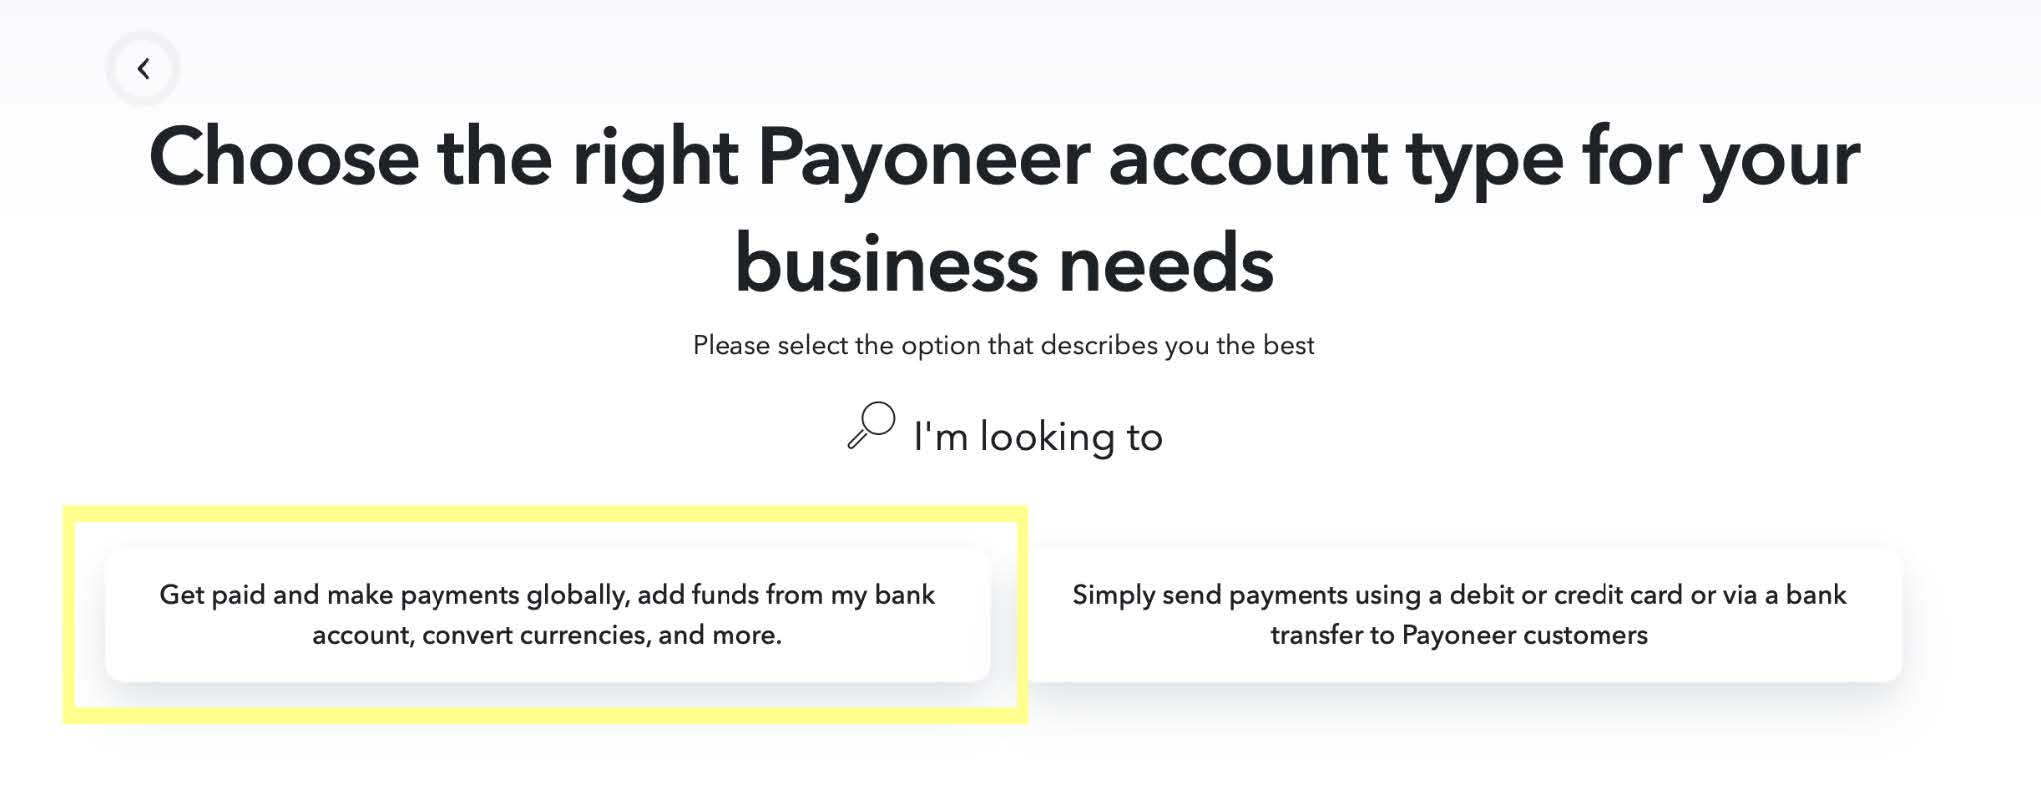 Choose the right Payoneer account type for your
business needs
Please select the option that describes you the best
I'm looking to
Get paid and make payments globally, add funds from my bank
account, convert currencies, and more.
Simply send payments using a debit or credit card or via a bank
transfer to Payoneer customers